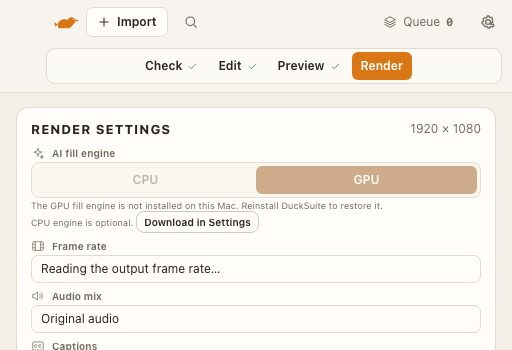 + Import
Queue 0
Check ✓ Edit ✓ Preview ✓ Render
RENDER SETTINGS 1920 × 1080
AI fill engine
CPU GPU
The GPU fill engine is not installed on this Mac. Reinstall DuckSuite to restore it.
CPU engine is optional. Download in Settings
Frame rate
Reading the output frame rate...
Audio mix
Original audio
Captions